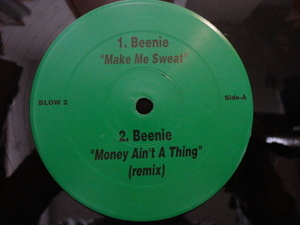 1. Beenie
"Make Me Sweat"
BLOW 2
Side-A
2. Beenie
"Money Ain't A Thing"
(remix)